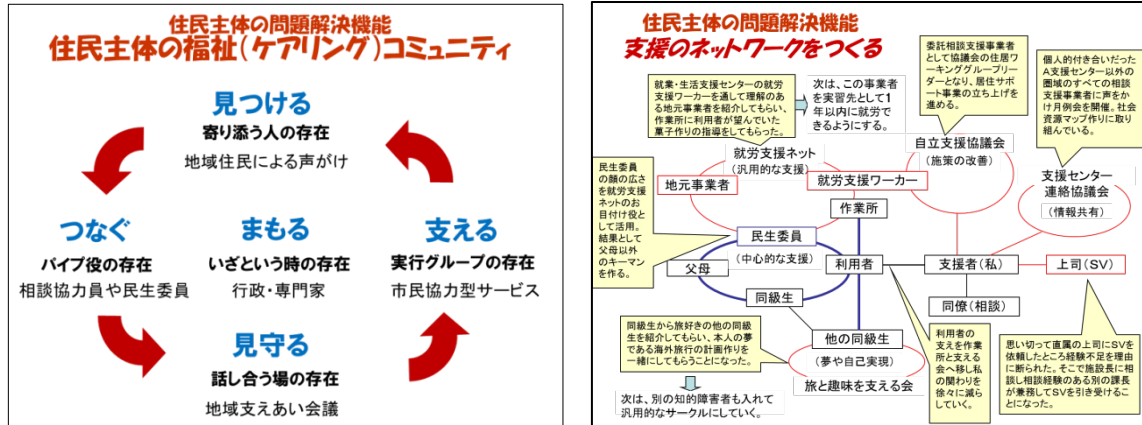 住民主体の問題解決機能
住民主体の福祉(ケアリング)コミュニティ
見つける
寄り添う人の存在
地域住民による声がけ
つなぐ
パイプ役の存在
相談協力員や民生委員
まもる
いざという時の存在
行政・専門家
支える
実行グループの存在
市民協力型サービス
見守る
話し合う場の存在
地域支えあい会議
住民主体の問題解決機能
支援のネットワークをつくる
就業・生活支援センターの就労
支援ワーカーを通して理解のあ
る地元事業者を紹介してもらい、
作業所に利用者が望んでいた
菓子作りの指導をしてもらった。
次は、この事業者
を実習先として1
年以内に就労で
きるようにする。
委託相談支援事業者
として協議会の住居ワ
ーキンググループリー
ダーとなり、居住サポ
ート事業の立ち上げを
進める。
個人的付き合いだった
A支援センター以外の
圏域のすべての相談
支援事業者に声をか
け月例会を開催。社会
資源マップ作りに取り
組んでいる。
民生委員
の顔の広さ
を就労支援
ネットのお
目付け役と
して活用。
結果として
父母以外の
キーマン
を作る。
就労支援ネット
(汎用的な支援)
地元事業者
就労支援ワーカー
自立支援協議会
(施策の改善)
支援センター
連絡協議会
(情報共有)
作業所
民生委員
(中心的な支援)
父母
利用者
支援者(私)
上司(SV)
同級生
同僚(相談)
他の同級生
(夢や自己実現)
旅と趣味を支える会
同級生から旅好きの他の同級
生を紹介してもらい、本人の夢
である海外旅行の計画作りを
一緒にしてもらうことになった。
次は、別の知的障害者も入れて
汎用的なサークルにしていく。
利用者の
支えを作業
所と支える
会へ移し私
の関わりを
徐々に減ら
していく。
思い切って直属の上司にSVを
依頼したところ経験不足を理由
に断られた。そこで施設長に相
談し相談経験のある別の課長
が兼務してSVを引き受けるこ
とになった。